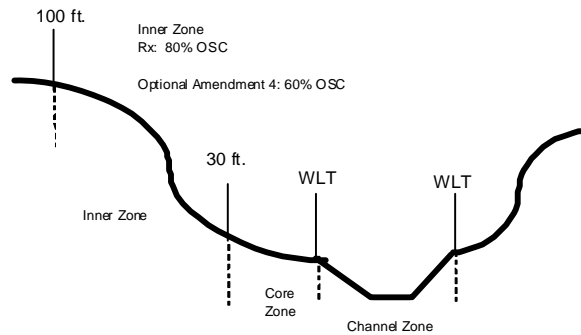 100 ft.
Inner Zone
Rx: 80% OSC
Optional Amendment 4: 60% OSC
30 ft.
WLT
WLT
Inner Zone
Core
Zone
Channel Zone